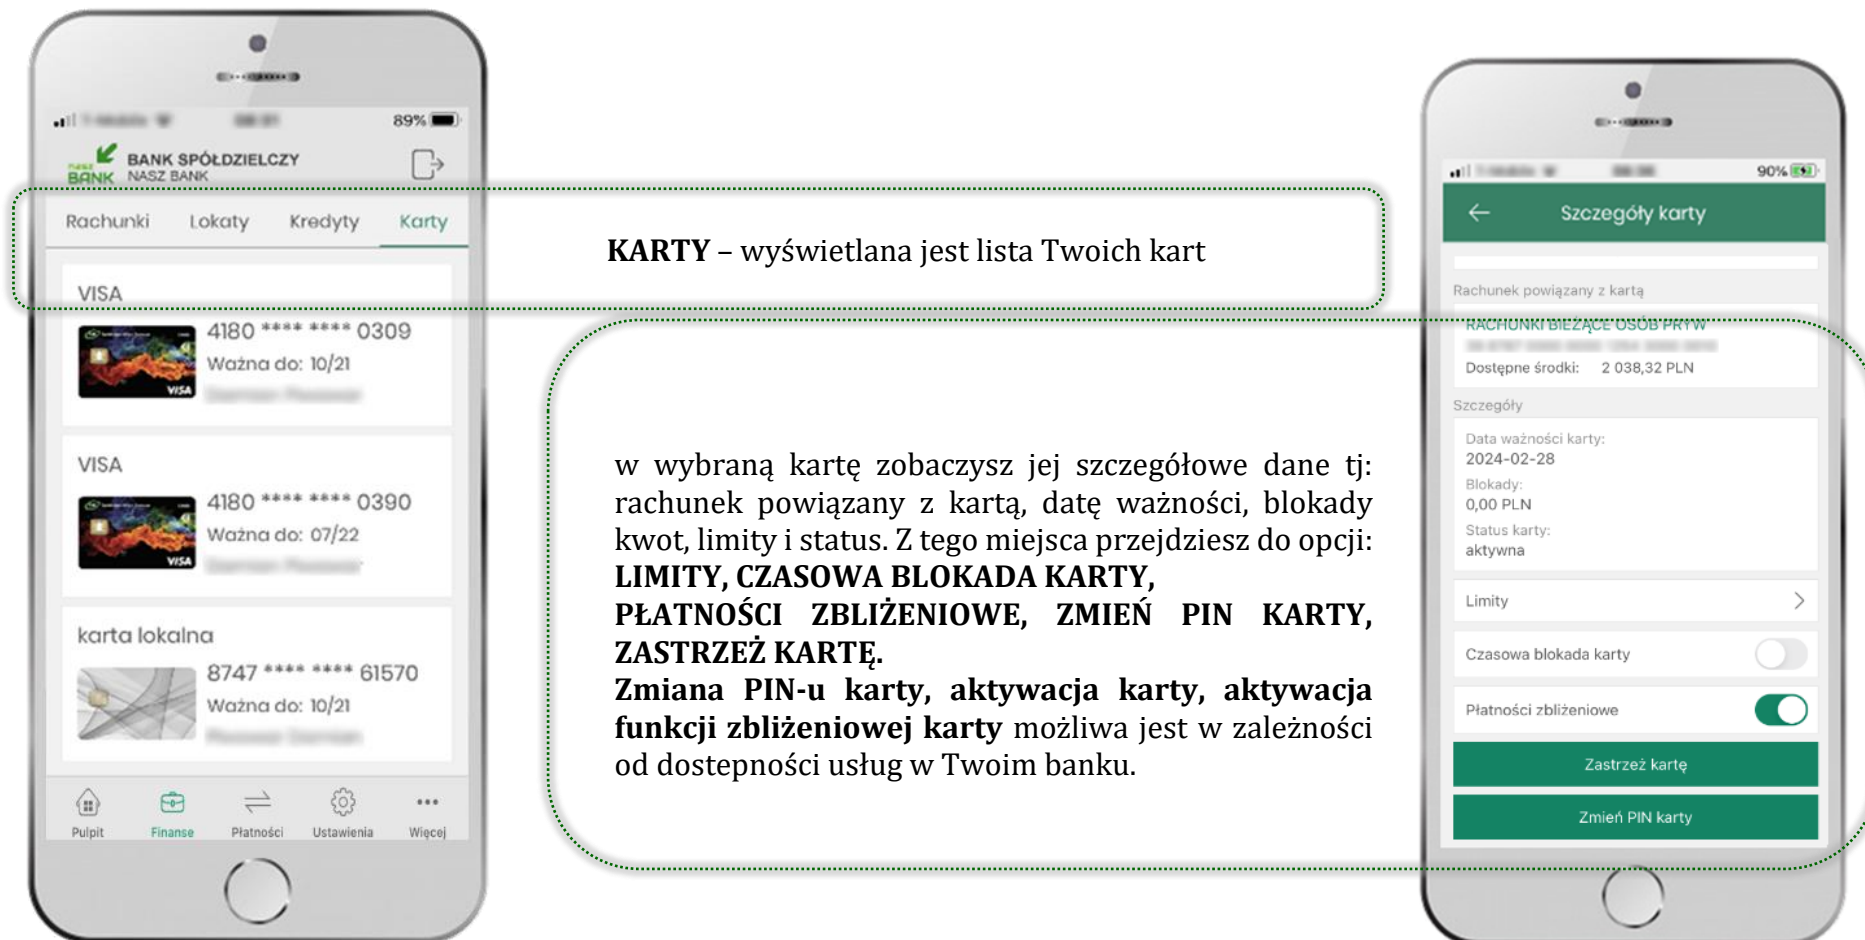 89%
nasz
BANK
BANK SPÓŁDZIELCZY
NASZ BANK
Rachunki Lokaty Kredyty Karty
VISA
4180 **** **** 0309
Ważna do: 10/21
VISA
VISA
4180 **** **** 0390
Ważna do: 07/22
VISA
karta lokalna
8747 **** **** 61570
Ważna do: 10/21
Pulpit Finanse Płatności Ustawienia Więcej
KARTY – wyświetlana jest lista Twoich kart
w wybraną kartę zobaczysz jej szczegółowe dane tj:
rachunek powiązany z kartą, datę ważności, blokady
kwot, limity i status. Z tego miejsca przejdziesz do opcji:
LIMITY, CZASOWA BLOKADA KARTY,
PŁATNOŚCI ZBLIŻENIOWE, ZMIEŃ PIN KARTY,
ZASTRZEŻ KARTĘ.
Zmiana PIN-u karty, aktywacja karty, aktywacja
funkcji zbliżeniowej karty możliwa jest w zależności
od dostepności usług w Twoim banku.
90%
Szczegóły karty
Rachunek powiązany z kartą
RACHUNKI BIEŻĄCE OSÓB PRYW
Dostępne środki: 2 038,32 PLN
Szczegóły
Data ważności karty:
2024-02-28
Blokady:
0,00 PLN
Status karty:
aktywna
Limity
Czasowa blokada karty
Płatności zbliżeniowe
Zastrzeż kartę
Zmień PIN karty